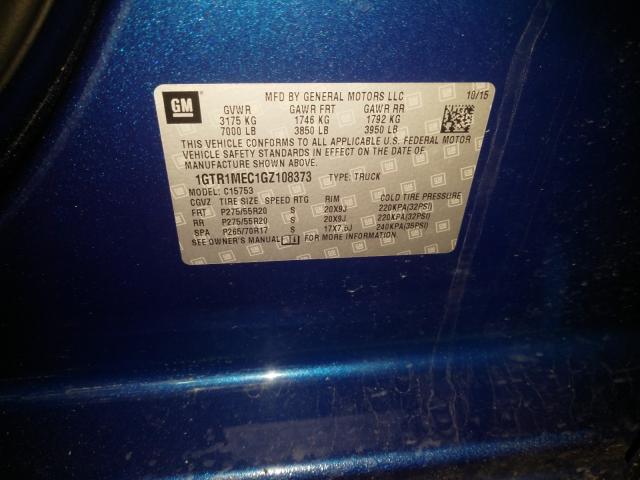 MFD BY GENERAL MOTORS LLC 10/15
GM GVWR GAWR FRT GAWR RR
3175 KG 1746 KG 1792 KG
7000 LB 3850 LB 3950 LB
THIS VEHICLE CONFORMS TO ALL APPLICABLE U.S. FEDERAL MOTOR
VEHICLE SAFETY STANDARDS IN EFFECT ON THE DATE OF
MANUFACTURE SHOWN ABOVE.
1GTR1MEC1GZ108373 TYPE: TRUCK
MODEL: C15753
CGVZ TIRE SIZE SPEED RTG RIM COLD TIRE PRESSURE
FRT P275/55R20 S 20X9J 220KPA(32PSI)
RR P275/55R20 S 20X9J 220KPA(32PSI)
SPA P265/70R17 S 17X7.5J 240KPA(35PSI)
SEE OWNER'S MANUAL FOR MORE INFORMATION.